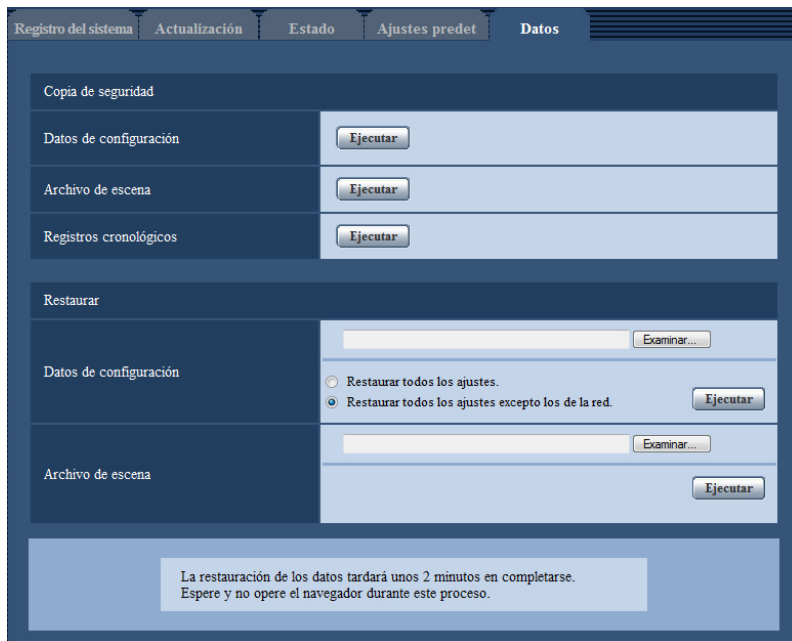 Registro del sistema Actualización Estado Ajustes predet Datos
Copia de seguridad
Datos de configuración Ejecutar
Archivo de escena Ejecutar
Registros cronológicos Ejecutar
Restaurar
Examinar...
Datos de configuración
Restaurar todos los ajustes.
Restaurar todos los ajustes excepto los de la red. Ejecutar
Examinar...
Archivo de escena
Ejecutar
La restauración de los datos tardará unos 2 minutos en completarse.
Espere y no opere el navegador durante este proceso.